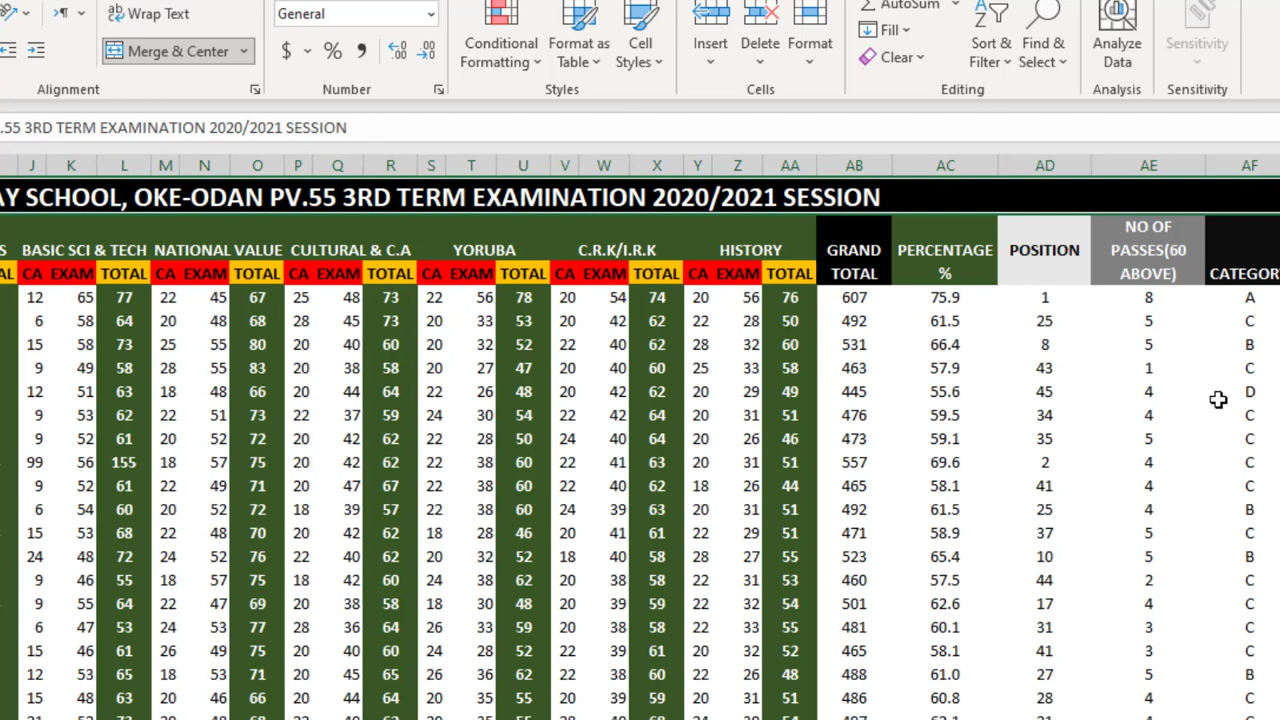 Wrap Text
General
Merge & Center
$ % 9
Conditional Formatting
Format as Table
Cell Styles
Insert
Delete
Format
AutoSum
Fill
Clear
Sort & Filter
Find & Select
Analyze Data
Sensitivity
Alignment
Number
Styles
Cells
Editing
Analysis
Sensitivity
.55 3RD TERM EXAMINATION 2020/2021 SESSION
J K L M N O P Q R S T U V W X Y Z AA AB AC AD AE AF
AY SCHOOL, OKE-ODAN PV.55 3RD TERM EXAMINATION 2020/2021 SESSION
S BASIC SCI & TECH NATIONAL VALUE CULTURAL & C.A YORUBA C.R.K/I.R.K HISTORY GRAND TOTAL PERCENTAGE % POSITION NO OF PASSES(60 ABOVE) CATEGOR
AL CA EXAM TOTAL CA EXAM TOTAL CA EXAM TOTAL CA EXAM TOTAL CA EXAM TOTAL CA EXAM TOTAL
12 65 77 22 45 67 25 48 73 22 56 78 20 54 74 20 56 76 607 75.9 1 8 A
6 58 64 20 48 68 28 45 73 20 33 53 20 42 62 22 28 50 492 61.5 25 5 C
15 58 73 25 55 80 20 40 60 20 32 52 22 40 62 28 32 60 531 66.4 8 5 B
9 49 58 28 55 83 20 38 58 20 27 47 20 40 60 25 33 58 463 57.9 43 1 C
12 51 63 18 48 66 20 44 64 22 26 48 20 42 62 20 29 49 445 55.6 45 4 D
9 53 62 22 51 73 22 37 59 24 30 54 22 42 64 20 31 51 476 59.5 34 4 C
9 52 61 20 52 72 20 42 62 22 28 50 24 40 64 20 26 46 473 59.1 35 5 C
99 56 155 18 57 75 20 42 62 22 38 60 22 41 63 20 31 51 557 69.6 2 4 C
9 52 61 22 49 71 20 47 67 22 38 60 22 40 62 18 26 44 465 58.1 41 4 C
6 54 60 20 52 72 18 39 57 22 38 60 24 39 63 20 31 51 492 61.5 25 4 B
15 53 68 22 48 70 20 42 62 18 28 46 20 41 61 22 29 51 471 58.9 37 5 C
24 48 72 24 52 76 22 40 62 20 32 52 18 40 58 28 27 55 523 65.4 10 5 B
9 46 55 18 57 75 18 42 60 24 38 62 20 38 58 22 31 53 460 57.5 44 2 C
9 55 64 22 47 69 20 38 58 18 30 48 20 39 59 22 32 54 501 62.6 17 4 C
6 47 53 24 53 77 28 36 64 26 33 59 20 38 58 22 33 55 481 60.1 31 3 C
15 46 61 26 49 75 20 40 60 24 28 52 22 39 61 20 32 52 465 58.1 41 3 C
12 53 65 18 53 71 20 45 65 26 36 62 22 38 60 22 26 48 488 61.0 27 5 B
15 48 63 20 46 66 20 44 64 20 35 55 20 39 59 20 31 51 486 60.8 28 4 C